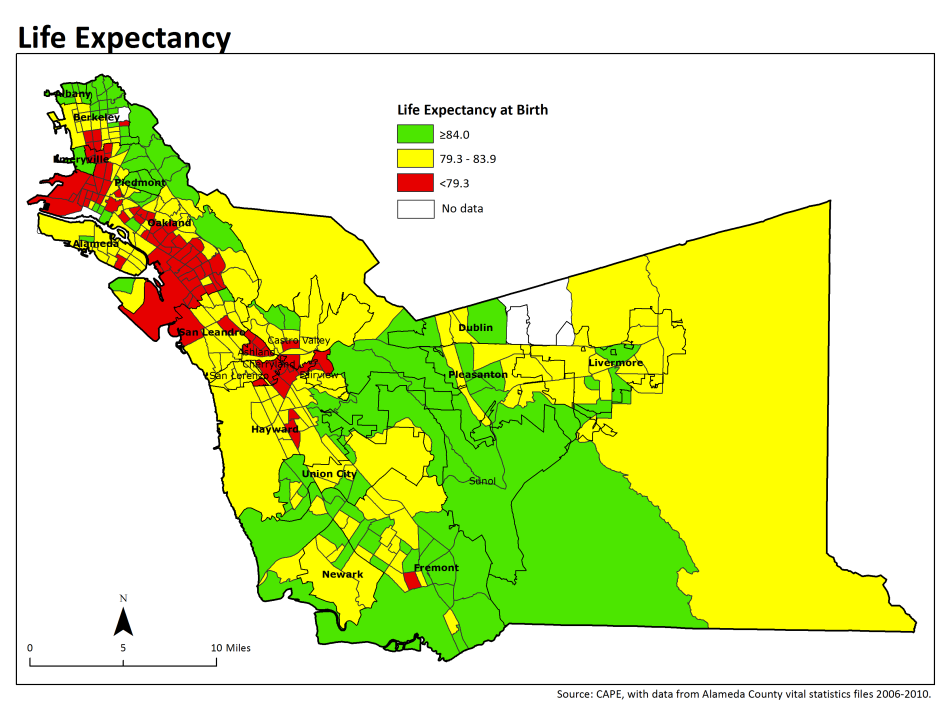 Life Expectancy
Life Expectancy at Birth
≥84.0
79.3 - 83.9
<79.3
No data
Albany
Berkeley
Emeryville
Piedmont
Oakland
Alameda
San Leandro
Castro Valley
Ashland
Cherryland
San Lorenzo
Fairview
Dublin
Pleasanton
Livermore
Hayward
Union City
Sunol
Newark
Fremont
N
0 5 10 Miles
Source: CAPE, with data from Alameda County vital statistics files 2006-2010.